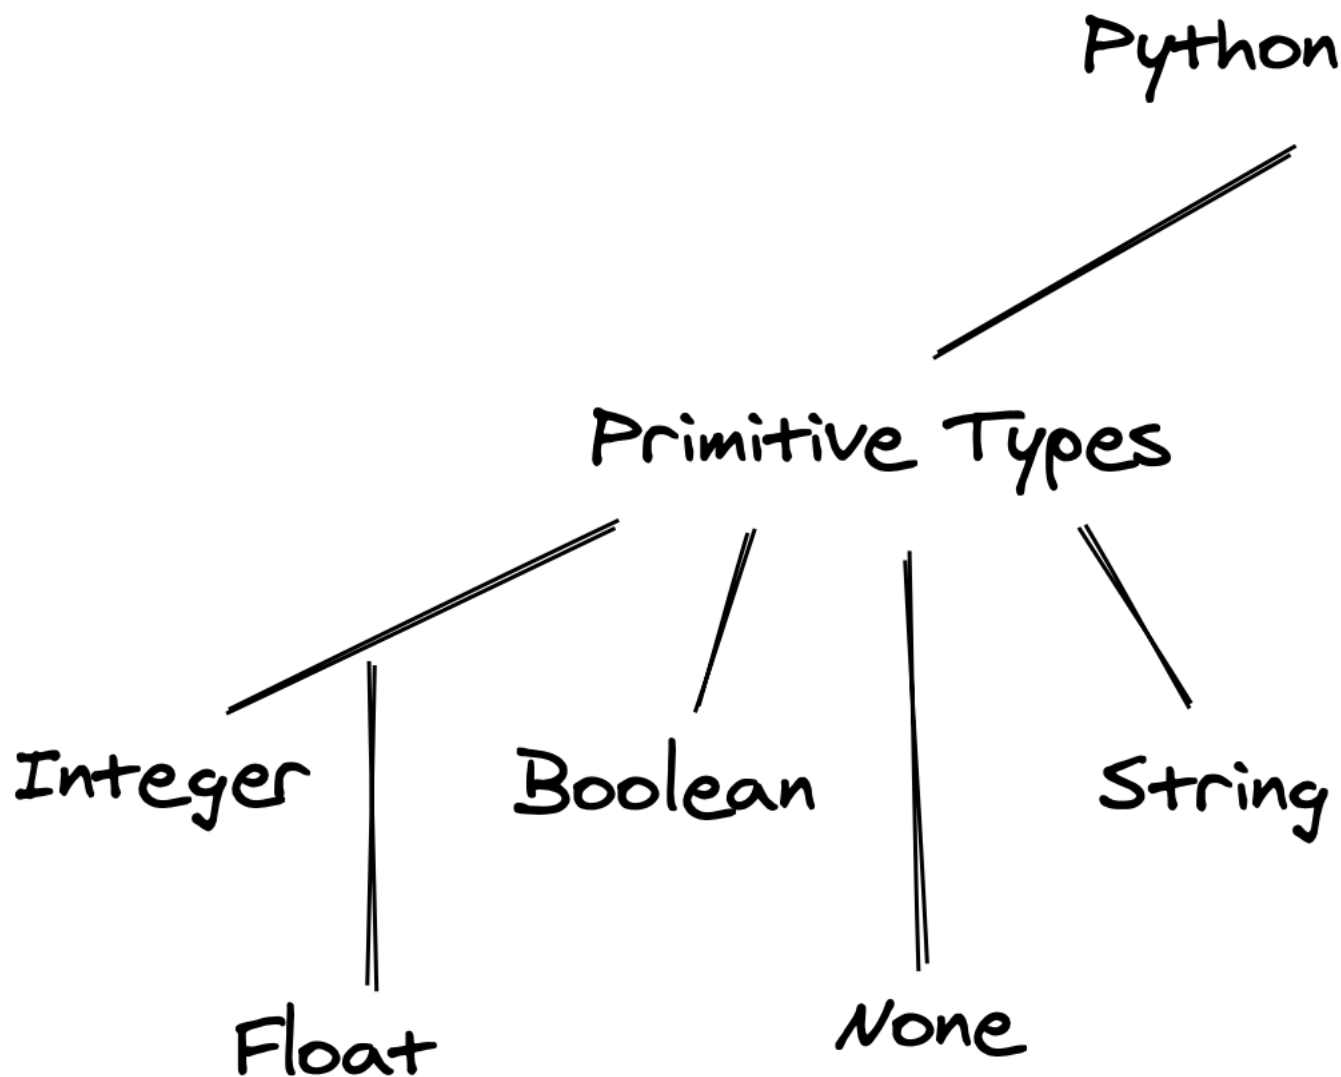 Python
Primitive Types
Integer
Boolean
String
Float
None